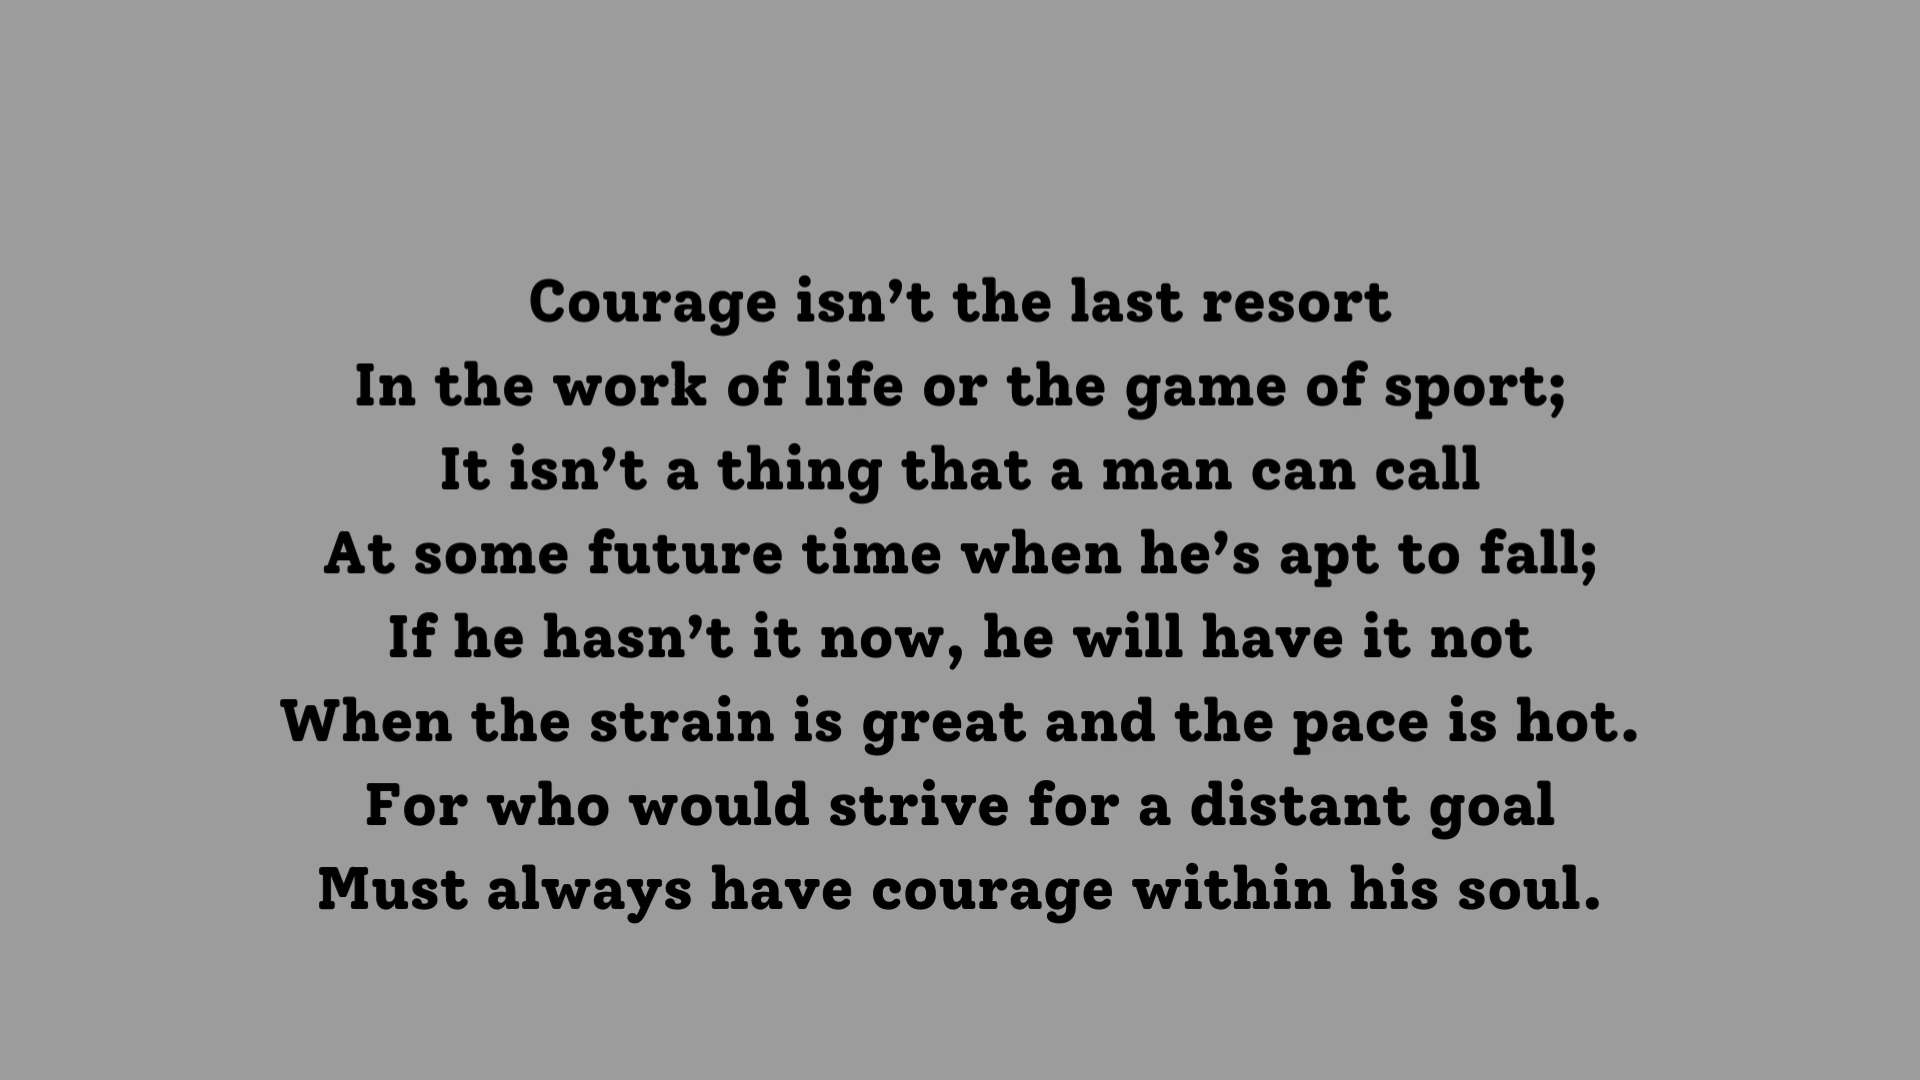 Courage isn’t the last resort
In the work of life or the game of sport;
It isn’t a thing that a man can call
At some future time when he’s apt to fall;
If he hasn’t it now, he will have it not
When the strain is great and the pace is hot.
For who would strive for a distant goal
Must always have courage within his soul.